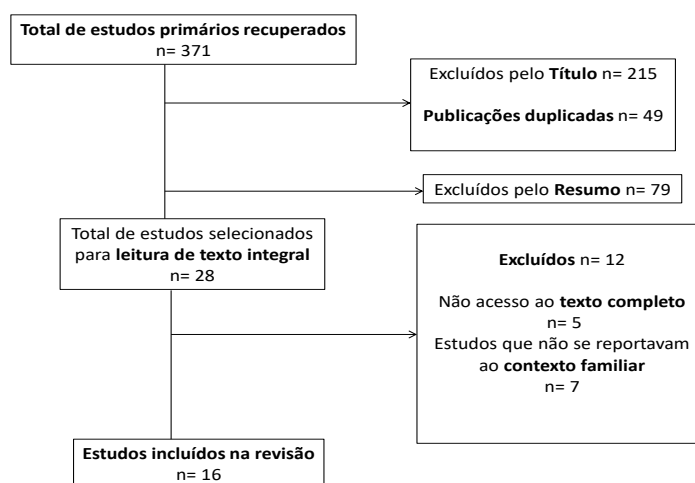 Total de estudos primários recuperados
n= 371
Excluídos pelo Título n= 215
Publicações duplicadas n= 49
Excluídos pelo Resumo n= 79
Total de estudos selecionados
para leitura de texto integral
n= 28
Excluídos n= 12
Não acesso ao texto completo
n= 5
Estudos que não se reportavam
ao contexto familiar
n= 7
Estudos incluídos na revisão
n= 16